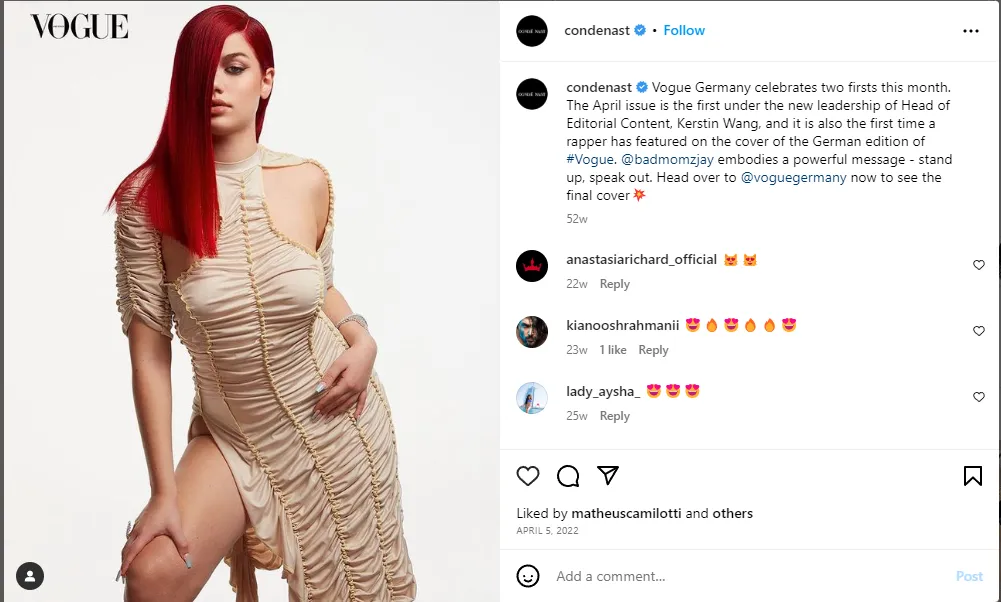 VOGUE
condenast • Follow
condenast Vogue Germany celebrates two firsts this month.
The April issue is the first under the new leadership of Head of
Editorial Content, Kerstin Wang, and it is also the first time a
rapper has featured on the cover of the German edition of
#Vogue. @badmomzjay embodies a powerful message - stand
up, speak out. Head over to @voguegermany now to see the
final cover💥
52w
anastasiarichard_official 😻 😻
22w Reply
kianooshrahmanii 😍 🔥 😍 🔥 🔥 😍
23w 1 like Reply
lady_aysha_ 😍 😍 😍
25w Reply
Liked by matheuscamilotti and others
APRIL 5, 2022
Add a comment...
Post